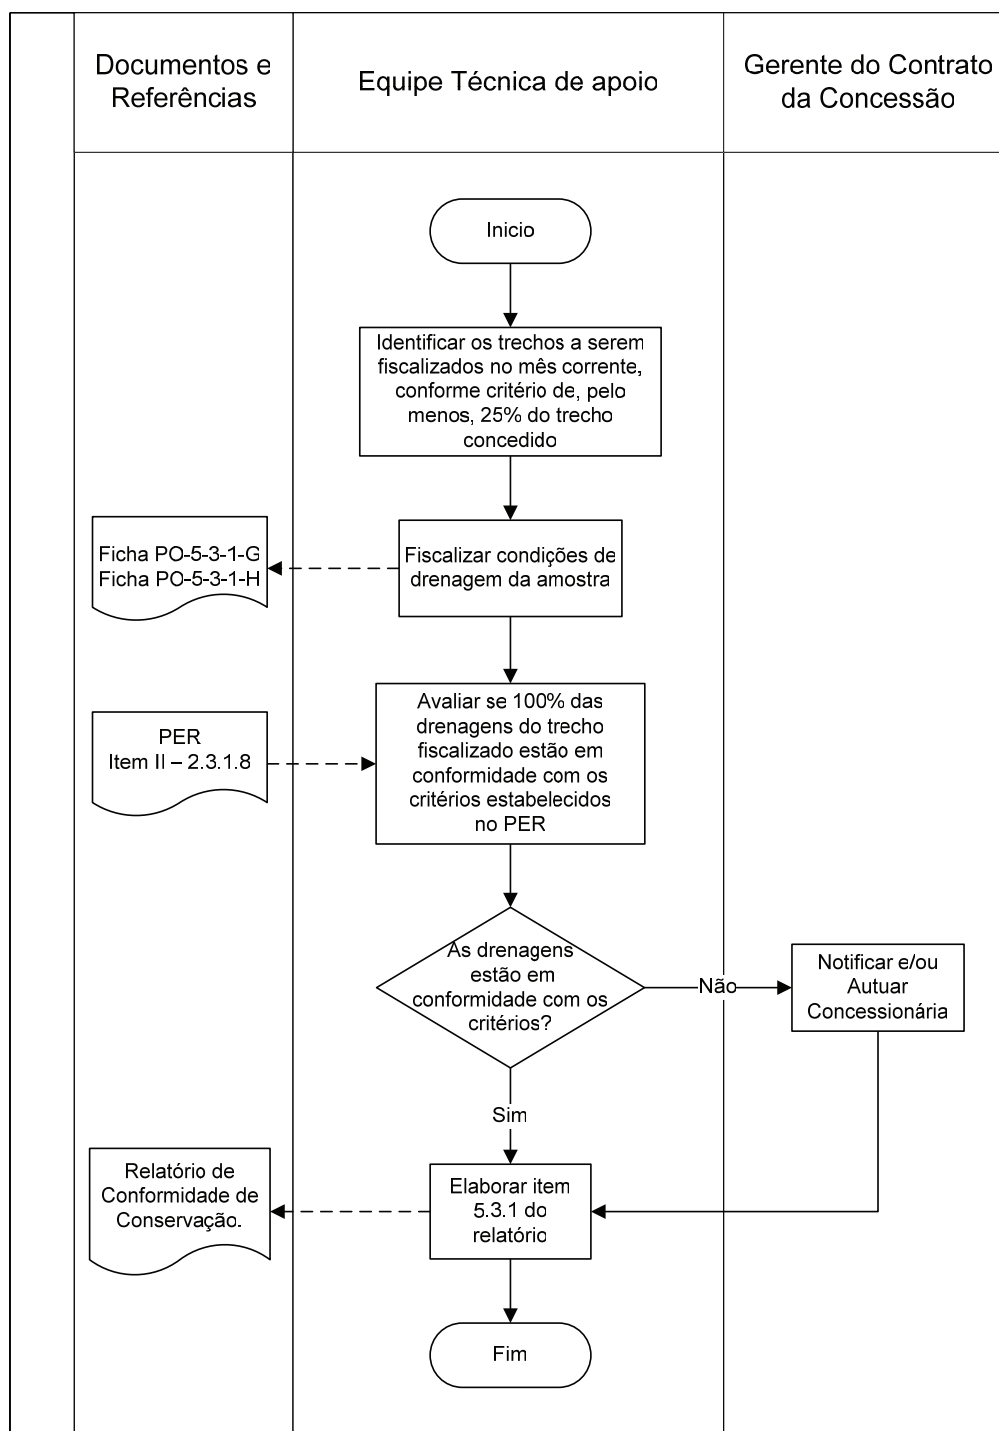 Documentos e
Referências
Equipe Técnica de apoio
Gerente do Contrato
da Concessão
Inicio
Identificar os trechos a serem
fiscalizados no mês corrente,
conforme critério de, pelo
menos, 25% do trecho
concedido
Ficha PO-5-3-1-G
Ficha PO-5-3-1-H
Fiscalizar condições de
drenagem da amostra
PER
Item II – 2.3.1.8
Avaliar se 100% das
drenagens do trecho
fiscalizado estão em
conformidade com os
critérios estabelecidos
no PER
As drenagens
estão em
conformidade com os
critérios?
Não
Notificar e/ou
Autuar
Concessionária
Sim
Relatório de
Conformidade de
Conservação.
Elaborar item
5.3.1 do
relatório
Fim